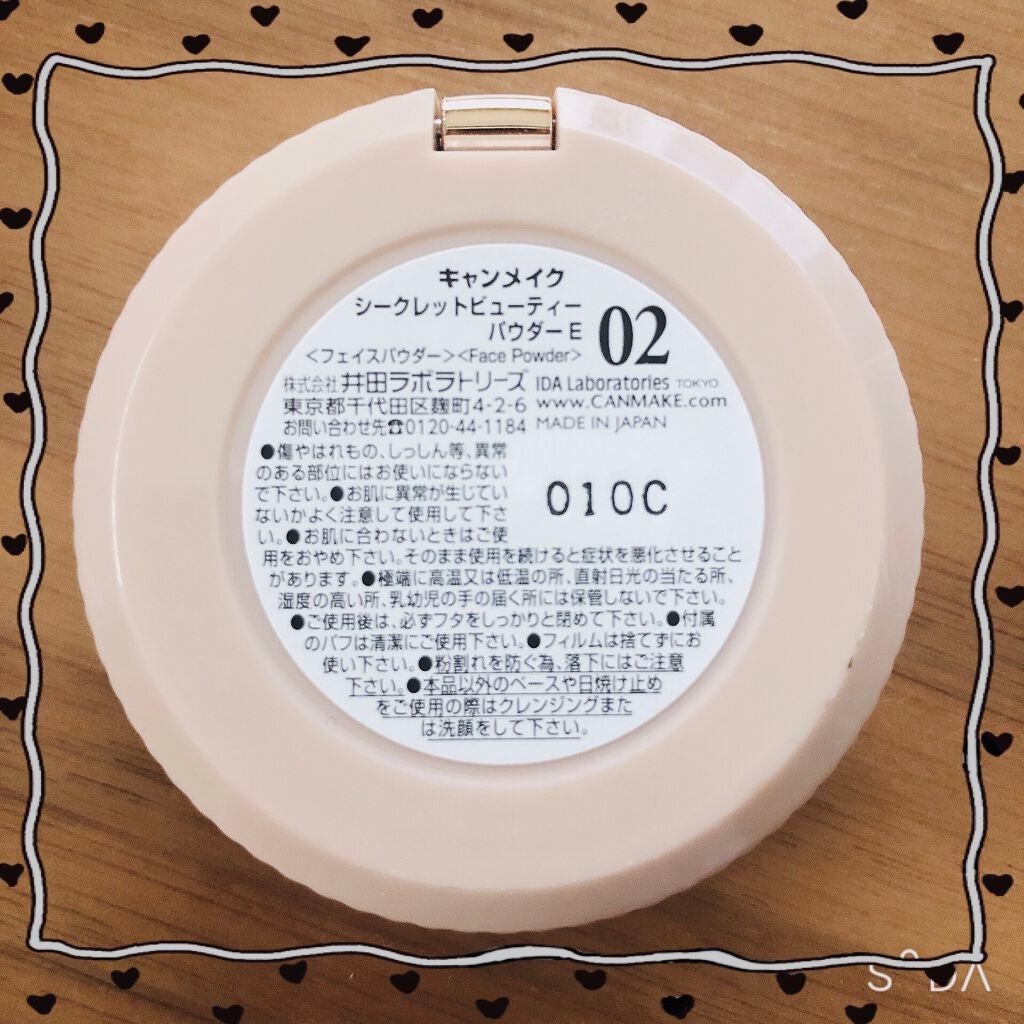 キャンメイク
シークレットビューティー
パウダーE
02
<フェイスパウダー><Face Powder>
株式会社 井田ラボラトリーズ IDA Laboratories TOKYO
東京都千代田区麹町4-2-6 www.CANMAKE.com
お問い合わせ先☎0120-44-1184 MADE IN JAPAN
●傷やはれもの、しっしん等、異常
のある部位にはお使いにならない
で下さい。●お肌に異常が生じてい
ないかよく注意して使用して下さ
い。●お肌に合わないときはご使
010C
用をおやめ下さい。そのまま使用を続けると症状を悪化させること
があります。●極端に高温又は低温の所、直射日光の当たる所、
湿度の高い所、乳幼児の手の届く所には保管しないで下さい。
●ご使用後は、必ずフタをしっかりと閉めて下さい。●付属
のパフは清潔にご使用下さい。●フィルムは捨てずにお
使い下さい。●粉割れを防ぐ為、落下にはご注意
下さい。●本品以外のベースや日焼け止め
をご使用の際はクレンジングまた
は洗顔をして下さい。
SODA